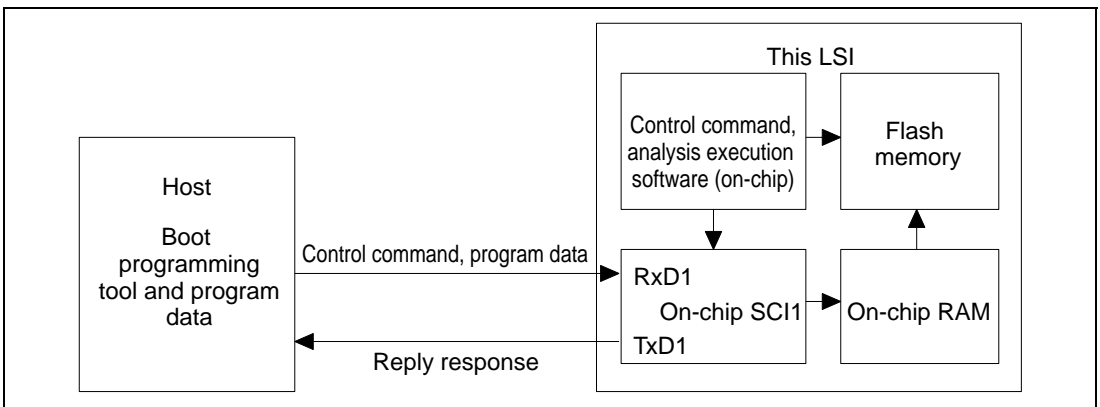 This LSI
Control command,
analysis execution
software (on-chip)
Flash
memory
Host
Boot
programming
tool and program
data
Control command, program data
RxD1
On-chip SCI1
TxD1
On-chip RAM
Reply response